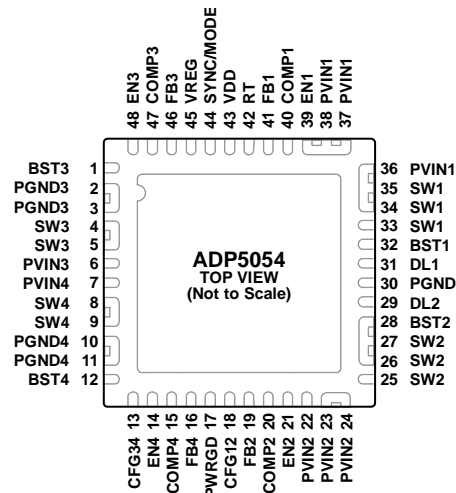 48 EN3
47 COMP3
46 FB3
45 VREG
44 SYNC/MODE
43 VDD
42 RT
41 FB1
40 COMP1
39 EN1
38 PVIN1
37 PVIN1
BST3 1
PGND3 2
PGND3 3
SW3 4
SW3 5
PVIN3 6
PVIN4 7
SW4 8
SW4 9
PGND4 10
PGND4 11
BST4 12
ADP5054
TOP VIEW
(Not to Scale)
36 PVIN1
35 SW1
34 SW1
33 SW1
32 BST1
31 DL1
30 PGND
29 DL2
28 BST2
27 SW2
26 SW2
25 SW2
CFG34 13
EN4 14
COMP4 15
FB4 16
PWRGD 17
CFG12 18
FB2 19
COMP2 20
EN2 21
PVIN2 22
PVIN2 23
PVIN2 24